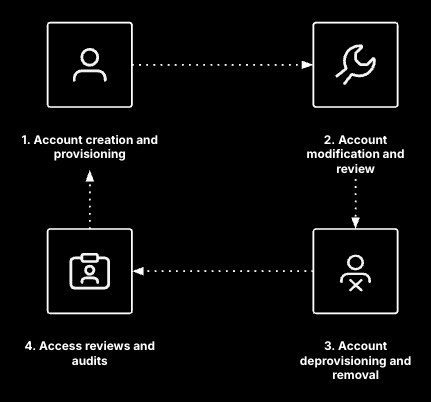 1. Account creation and
provisioning
2. Account
modification and
review
4. Access reviews and
audits
3. Account
deprovisioning and
removal